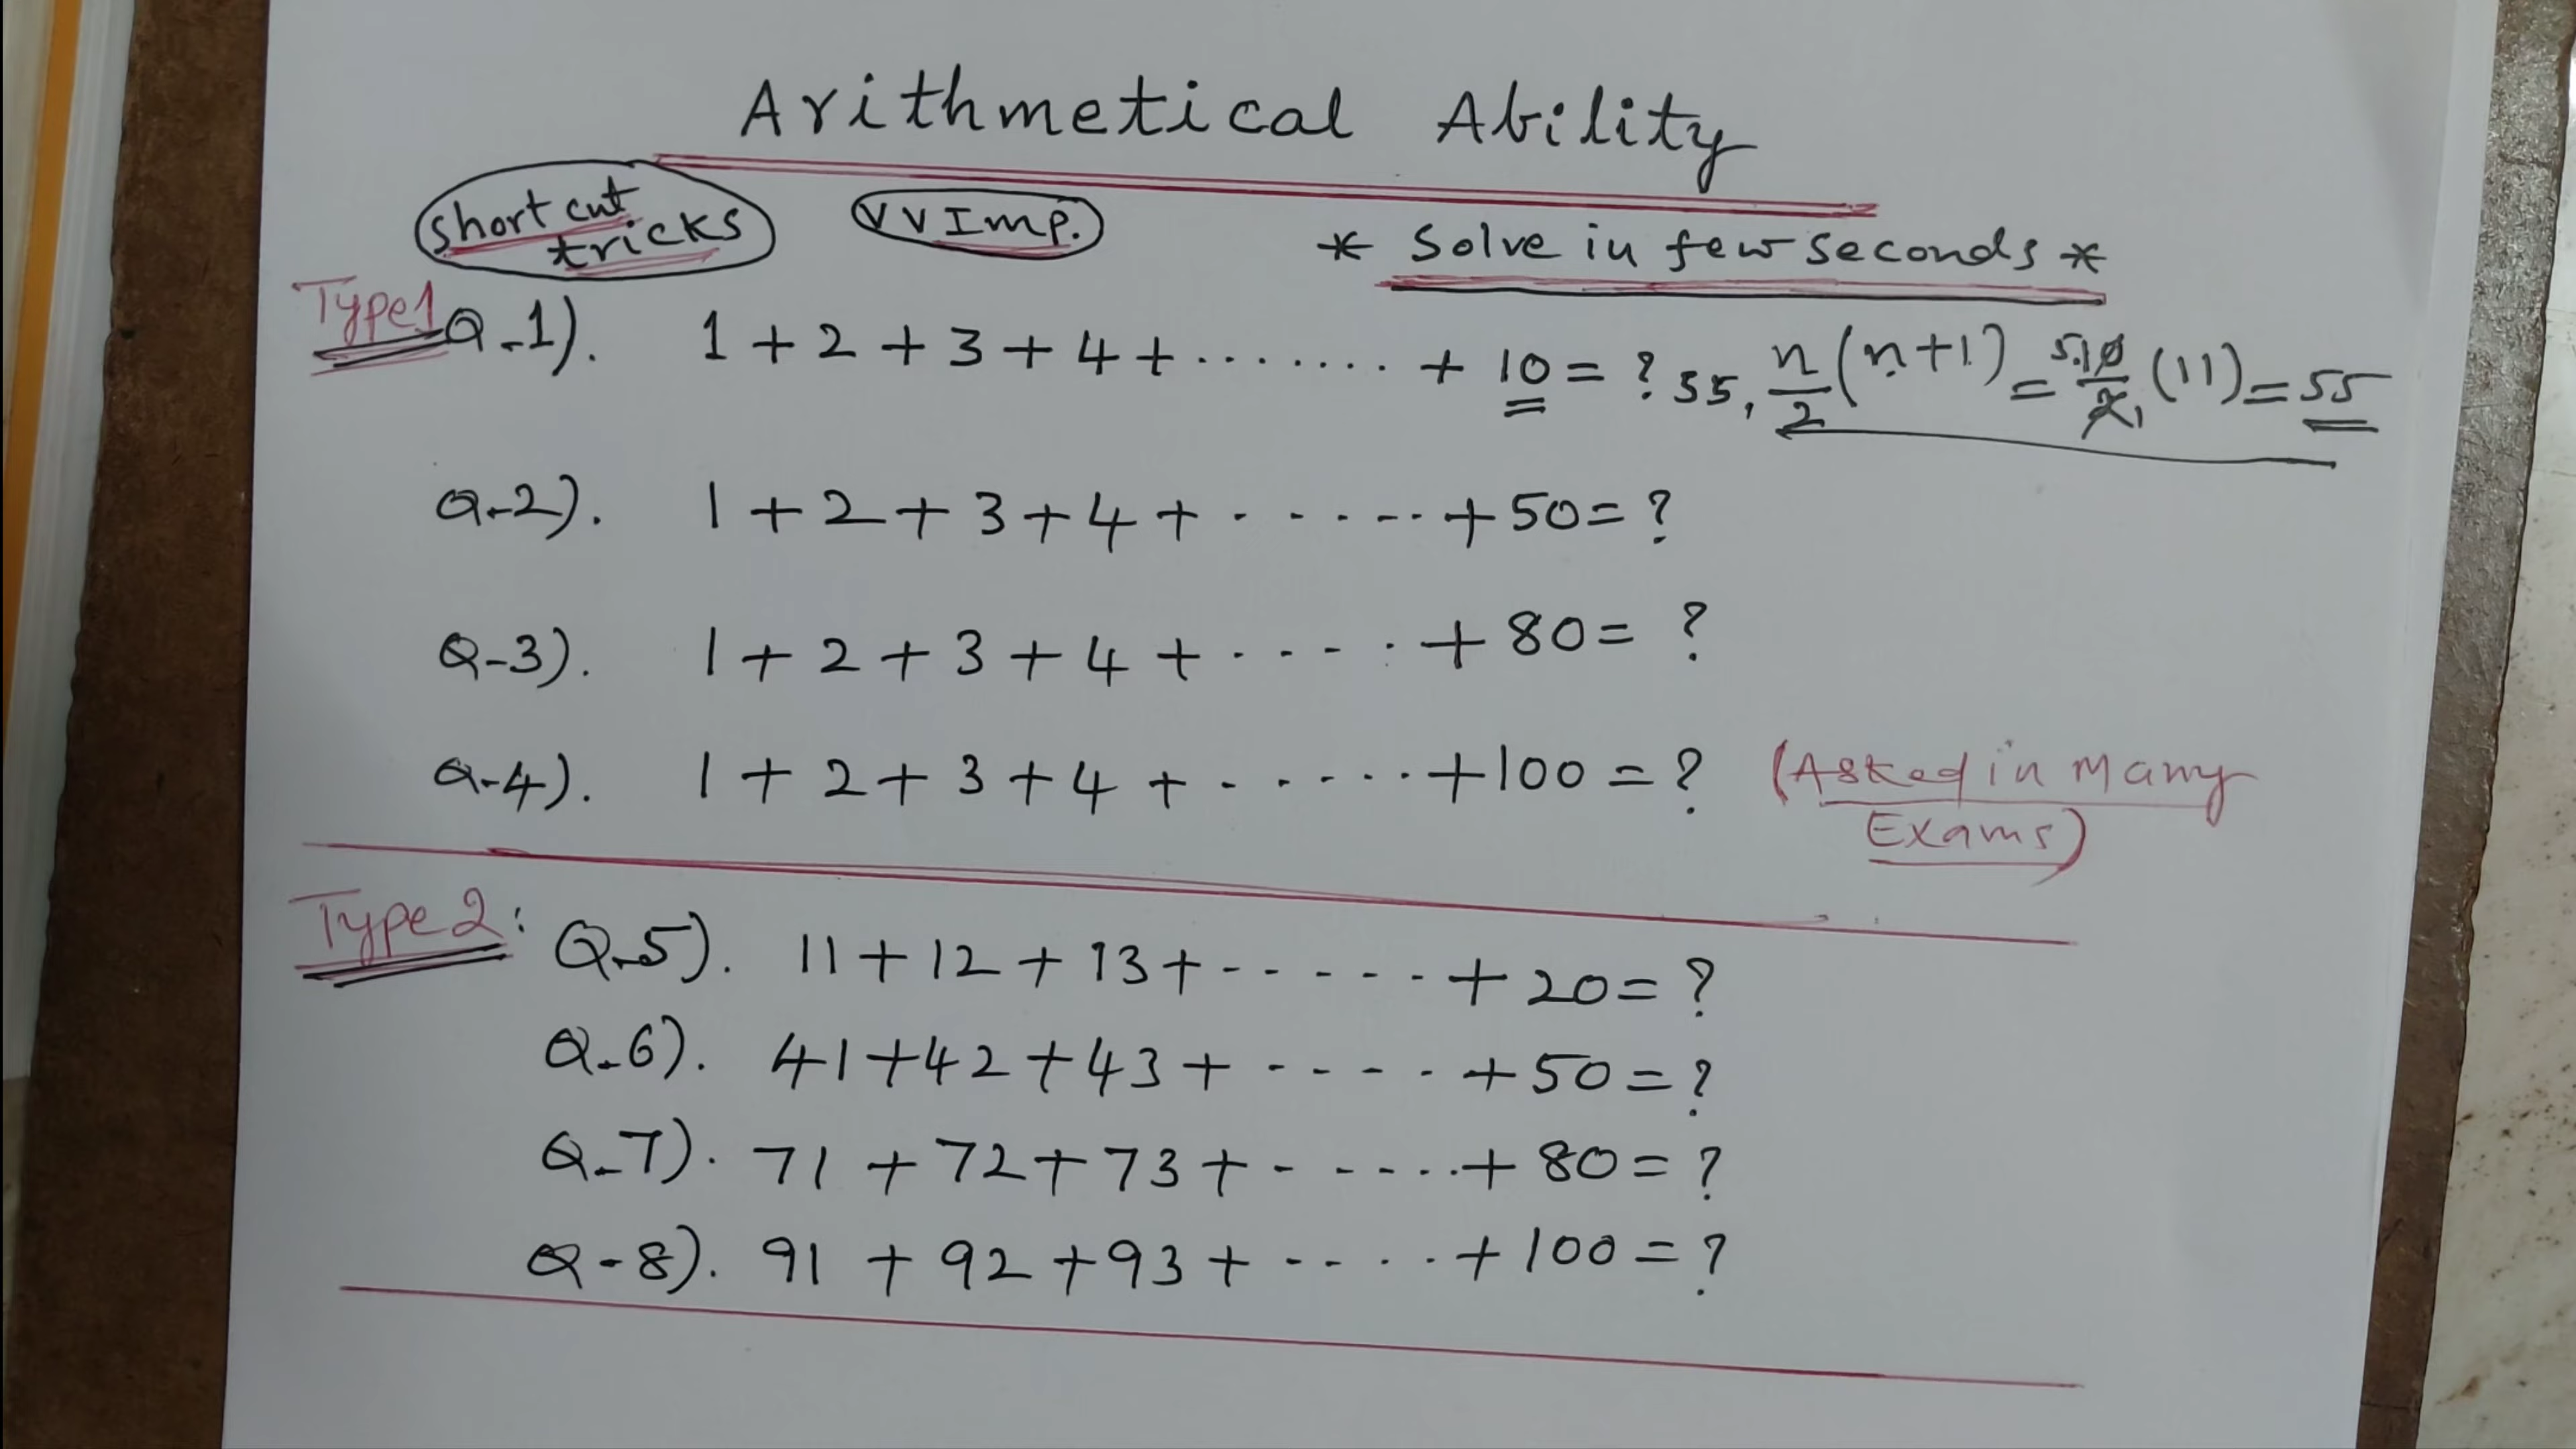 Arithmetical Ability
short cut
tricks
VVImp.
* Solve in few seconds *
Type1 Q-1). 1 + 2 + 3 + 4 + ........ + 10 = ? 55, n/2 (n+1) = 5.10/2,1 (11) = 55
Q-2). 1 + 2 + 3 + 4 + ------ + 50 = ?
Q-3). 1 + 2 + 3 + 4 + ----. + 80 = ?
Q-4). 1 + 2 + 3 + 4 + ------ + 100 = ? (Asked in Many
Exams)
Type 2: Q-5). 11 + 12 + 13 + ------ + 20 = ?
Q-6). 41 + 42 + 43 + ----- + 50 = ?
Q-7). 71 + 72 + 73 + ------ + 80 = ?
Q-8). 91 + 92 + 93 + ----- + 100 = ?